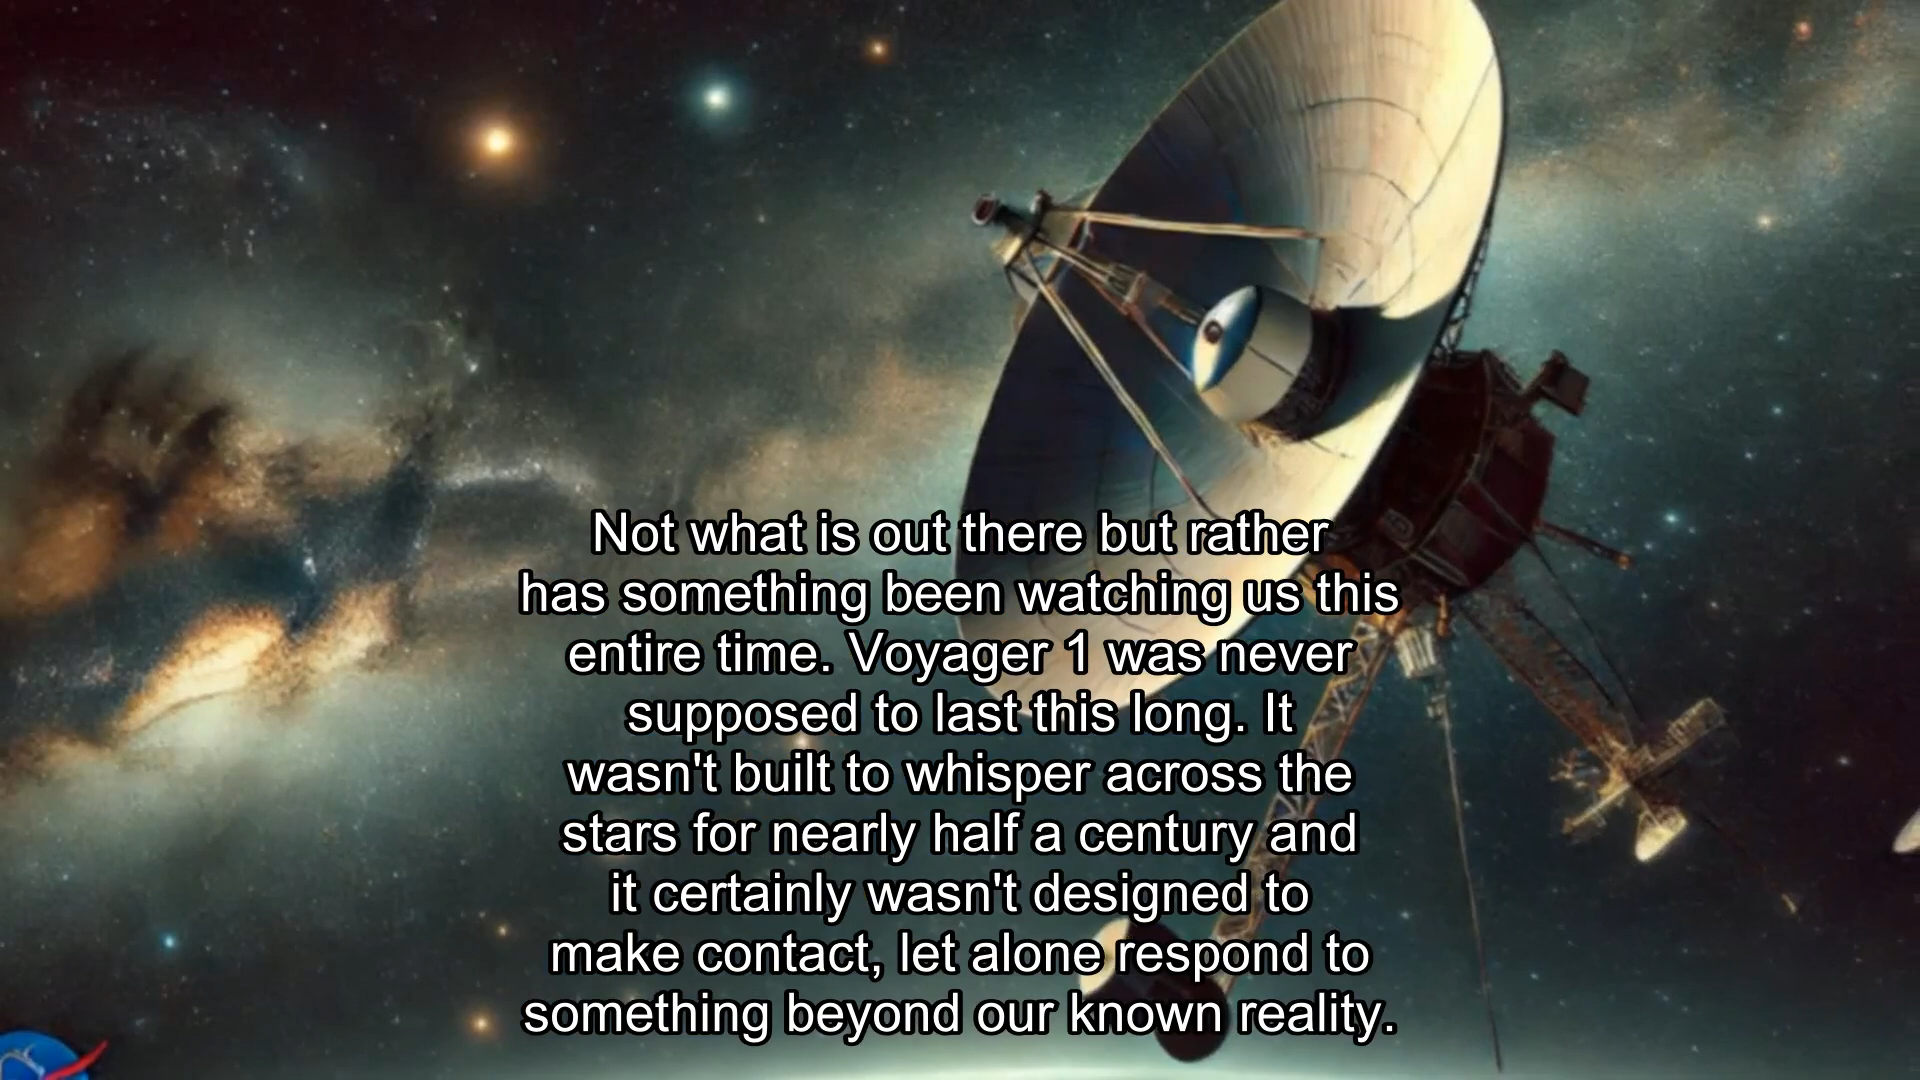 Not what is out there but rather
has something been watching us this
entire time. Voyager 1 was never
supposed to last this long. It
wasn't built to whisper across the
stars for nearly half a century and
it certainly wasn't designed to
make contact, let alone respond to
something beyond our known reality.